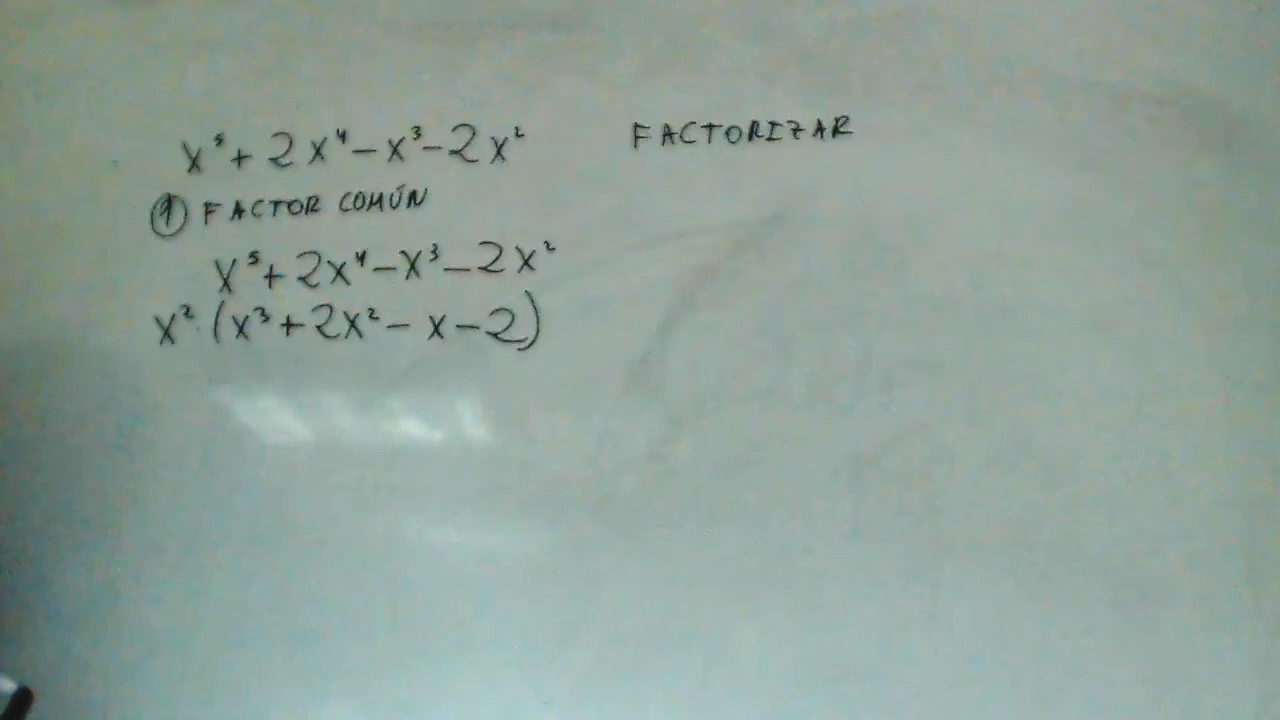 x⁵ + 2x⁴ - x³ - 2x² FACTORIZAR
① FACTOR COMÚN
x⁵ + 2x⁴ - x³ - 2x²
x² (x³ + 2x² - x - 2)